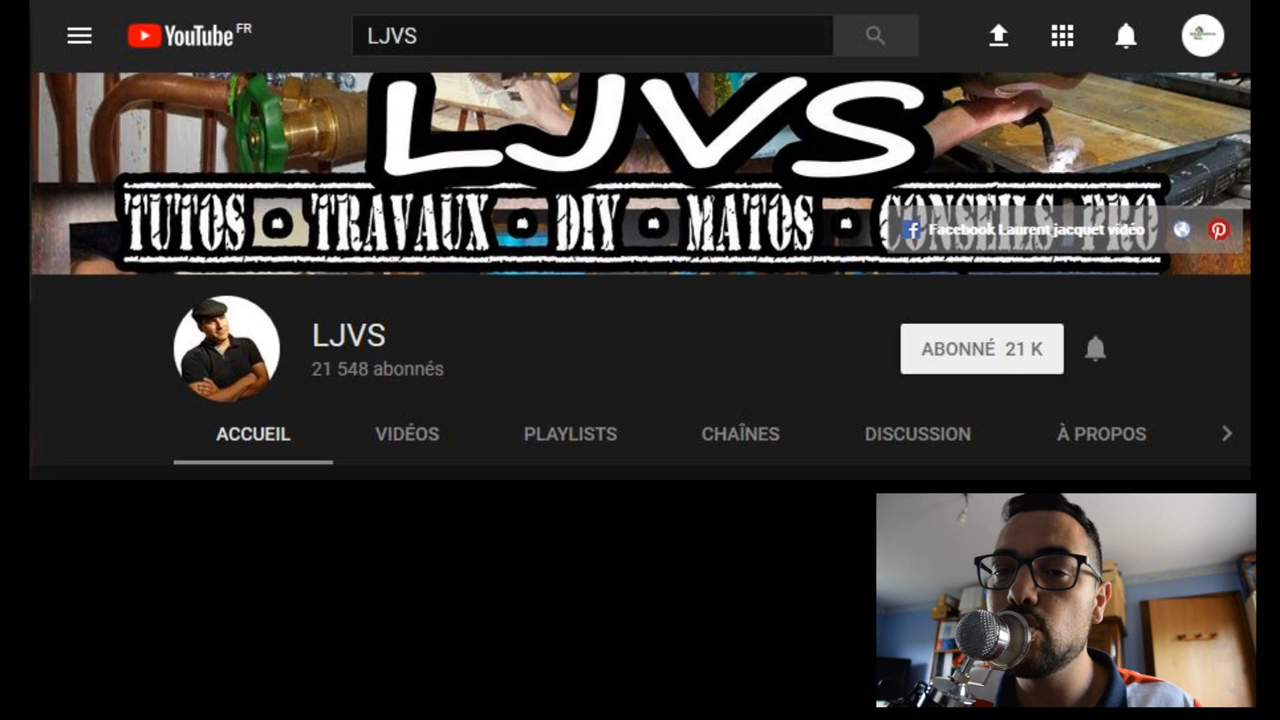 YouTube FR
LJVS
LJVS
TUTOS • TRAVAUX • DIY • MATOS • CONSEILS PRO
Facebook Laurent jacquet vidéo
LJVS
21 548 abonnés
ABONNÉ 21 K
ACCUEIL VIDÉOS PLAYLISTS CHAÎNES DISCUSSION À PROPOS